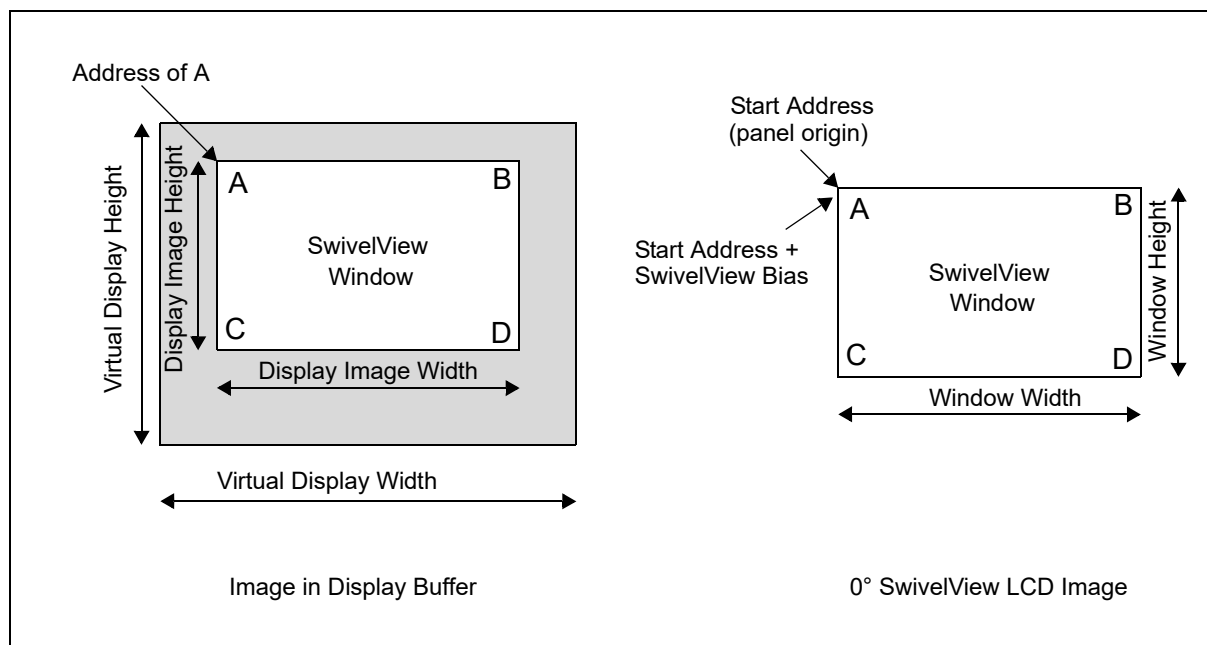 Address of A
Virtual Display Height
Display Image Height
A
B
SwivelView
Window
C
D
Display Image Width
Virtual Display Width
Image in Display Buffer
Start Address
(panel origin)
Start Address +
SwivelView Bias
A
B
SwivelView
Window
C
D
Window Height
Window Width
0° SwivelView LCD Image